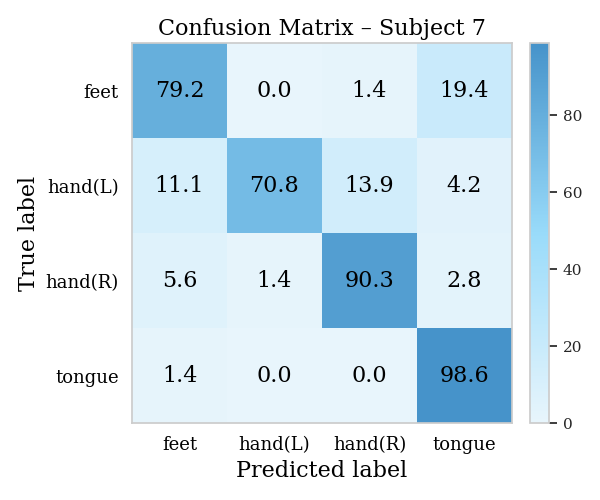 Confusion Matrix – Subject 7
True label
feet 79.2 0.0 1.4 19.4
hand(L) 11.1 70.8 13.9 4.2
hand(R) 5.6 1.4 90.3 2.8
tongue 1.4 0.0 0.0 98.6
feet hand(L) hand(R) tongue
Predicted label
80
60
40
20
0